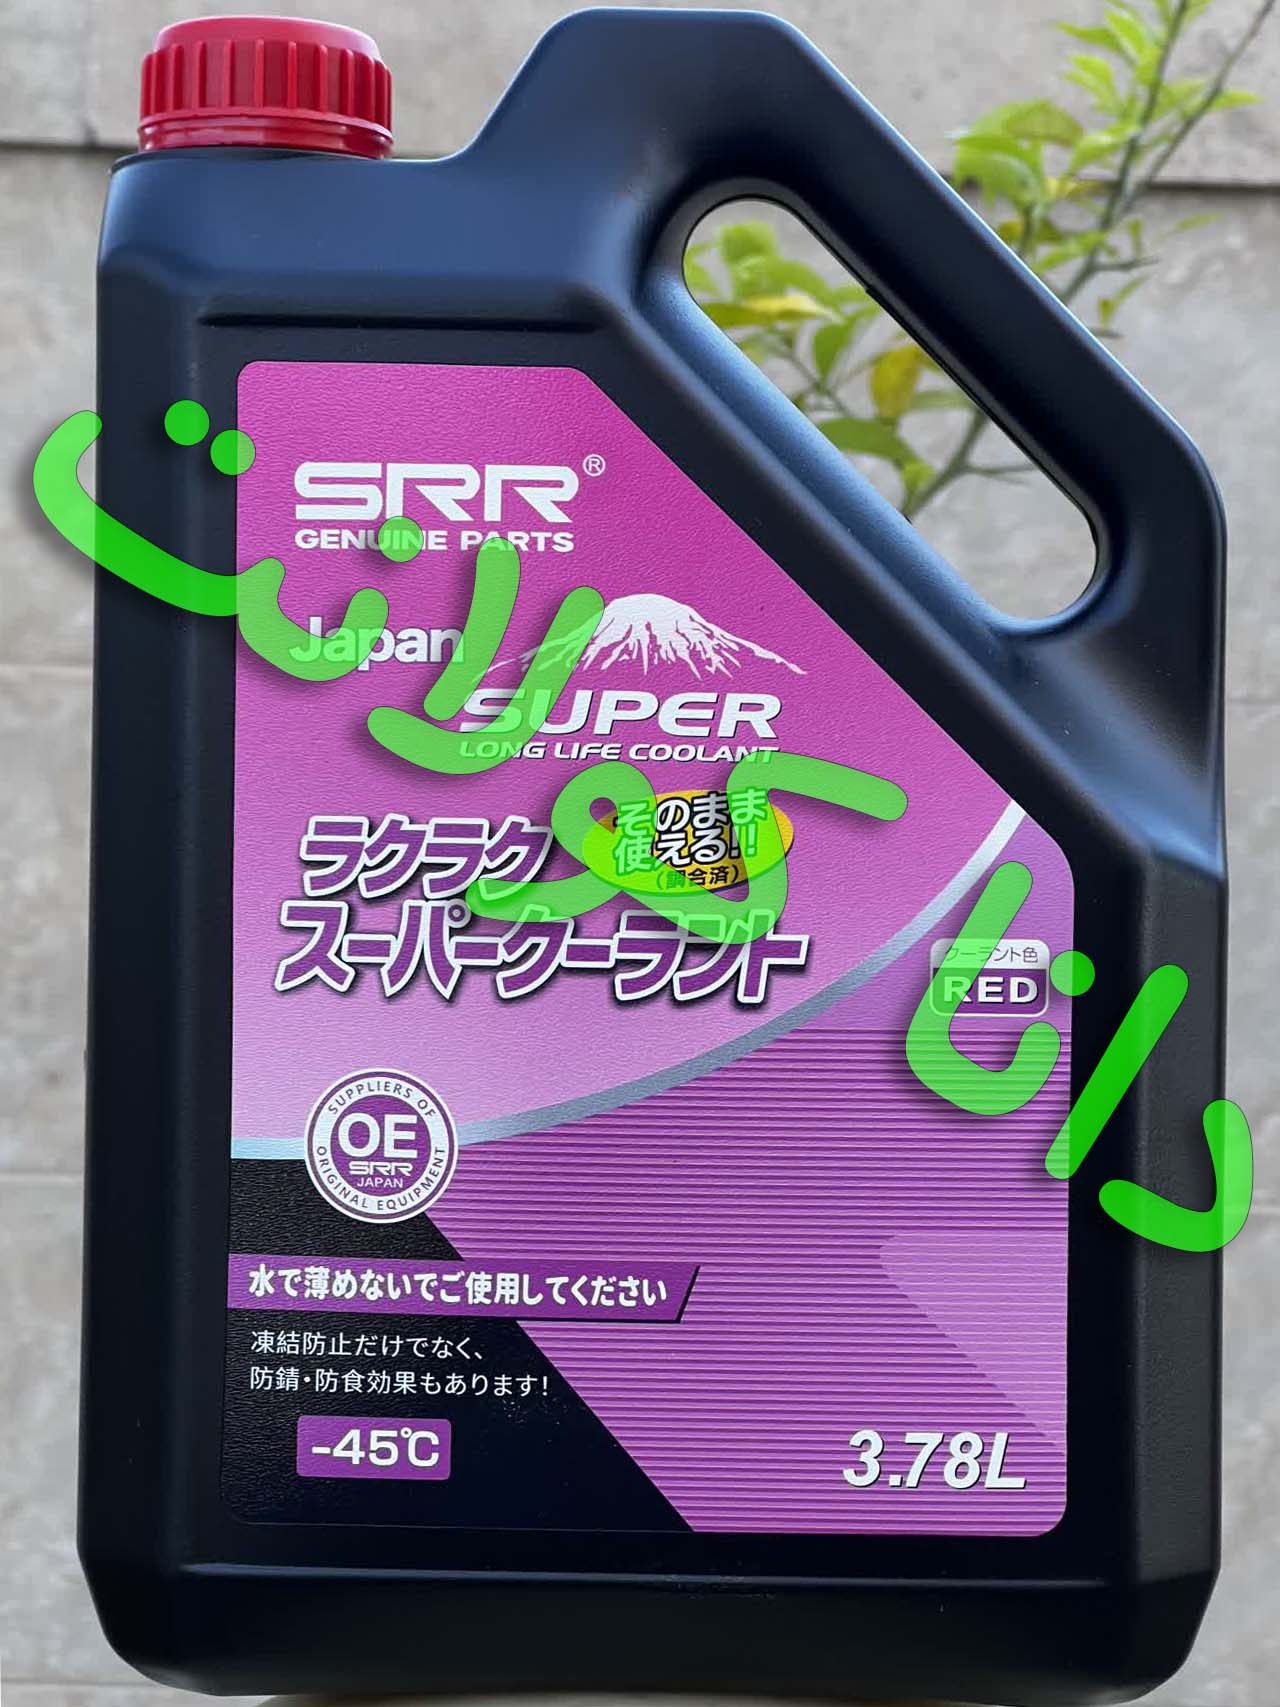 SRR®
GENUINE PARTS
Japan
SUPER
LONG LIFE COOLANT
そのまま
使える!!
(調合済)
ラクラク
スーパークーラント
クーラント色
RED
SUPPLIERS OF
OE
SRR
JAPAN
ORIGINAL EQUIPMENT
水で薄めないでご使用してください
凍結防止だけでなく、
防錆・防食効果もあります!
-45℃
3.78L
دانا کولانت